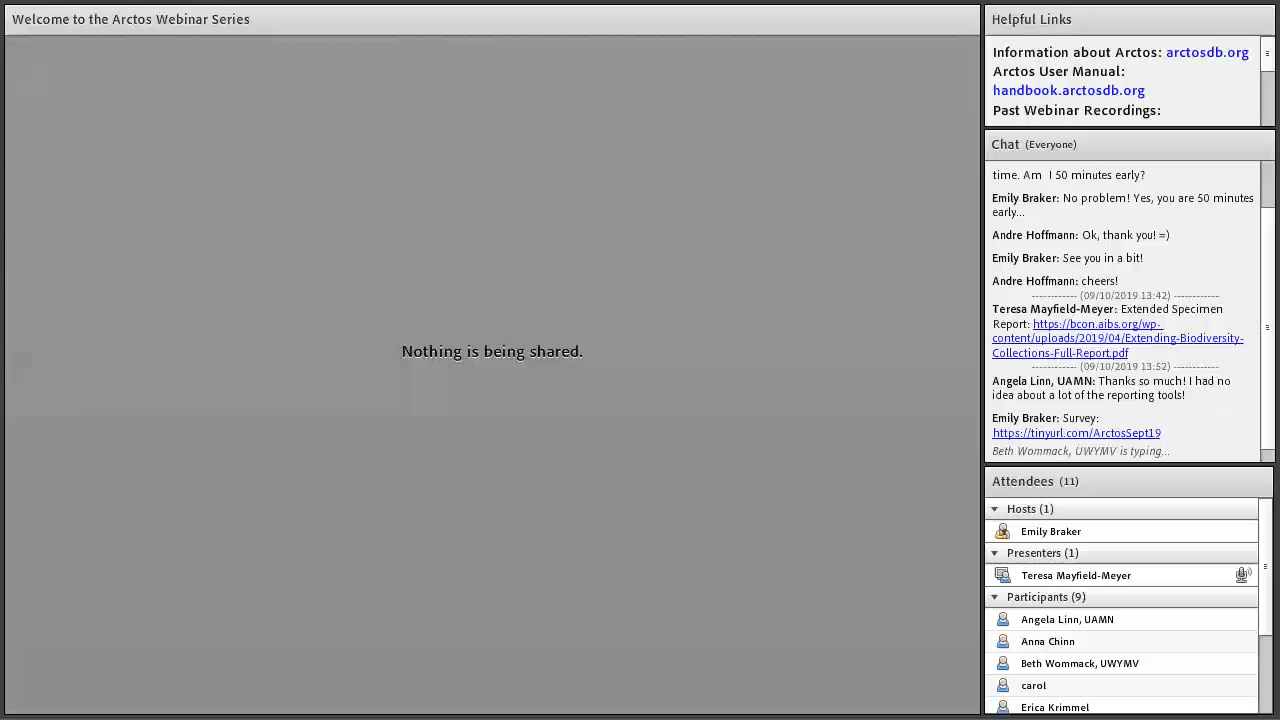 Welcome to the Arctos Webinar Series
Nothing is being shared.
Helpful Links
Information about Arctos: arctosdb.org
Arctos User Manual:
handbook.arctosdb.org
Past Webinar Recordings:
Chat (Everyone)
time. Am I 50 minutes early?
Emily Braker: No problem! Yes, you are 50 minutes
early...
Andre Hoffmann: Ok, thank you! =)
Emily Braker: See you in a bit!
Andre Hoffmann: cheers!
------------ (09/10/2019 13:42) ------------
Teresa Mayfield-Meyer: Extended Specimen
Report: https://bcon.aibs.org/wp-
content/uploads/2019/04/Extending-Biodiversity-
Collections-Full-Report.pdf
------------ (09/10/2019 13:52) ------------
Angela Linn, UAMN: Thanks so much! I had no
idea about a lot of the reporting tools!
Emily Braker: Survey:
https://tinyurl.com/ArctosSept19
Beth Wommack, UWYMV is typing...
Attendees (11)
Hosts (1)
Emily Braker
Presenters (1)
Teresa Mayfield-Meyer
Participants (9)
Angela Linn, UAMN
Anna Chinn
Beth Wommack, UWYMV
carol
Erica Krimmel